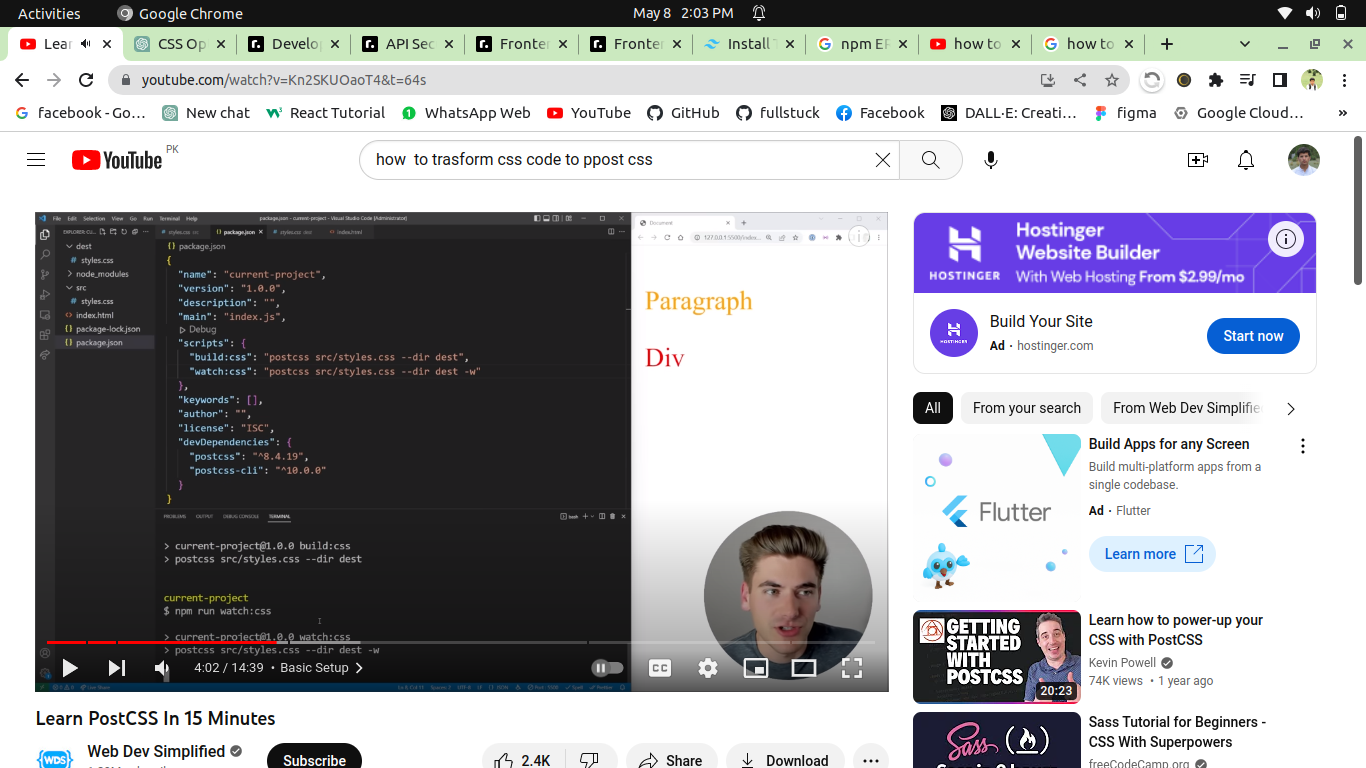 Activities
Google Chrome
May 8 2:03 PM
Lear
CSS Op
Develop
API Sec
Fronten
Fronten
Install T
npm ER
how to
how to
youtube.com/watch?v=Kn2SKUOaoT4&t=64s
facebook - Go…
New chat
React Tutorial
WhatsApp Web
YouTube
GitHub
fullstuck
Facebook
DALL·E: Creati…
figma
Google Cloud…
»
YouTube PK
how  to trasform css code to ppost css
File Edit Selection View Go Run Terminal Help
package.json - current-project - Visual Studio Code [Administrator]
styles.css src
package.json
styles.css dest
index.html
dest
styles.css
node_modules
src
styles.css
index.html
package-lock.json
package.json
package.json
{
"name": "current-project",
"version": "1.0.0",
"description": "",
"main": "index.js",
Debug
"scripts": {
"build:css": "postcss src/styles.css --dir dest",
"watch:css": "postcss src/styles.css --dir dest -w"
},
"keywords": [],
"author": "",
"license": "ISC",
"devDependencies": {
"postcss": "^8.4.19",
"postcss-cli": "^10.0.0"
}
}
PROBLEMS OUTPUT DEBUG CONSOLE TERMINAL
bash
> current-project@1.0.0 build:css
> postcss src/styles.css --dir dest
current-project
$ npm run watch:css
> current-project@1.0.0 watch:css
> postcss src/styles.css --dir dest -w
Document
127.0.0.1:5500/index…
Paragraph
Div
4:02 / 14:39 • Basic Setup
CC
Learn PostCSS In 15 Minutes
WDS
Web Dev Simplified
Subscribe
2.4K
Share
Download
HOSTINGER
Hostinger
Website Builder
With Web Hosting From $2.99/mo
HOSTINGER
Build Your Site
Ad · hostinger.com
Start now
All
From your search
From Web Dev Simplifie
Flutter
Build Apps for any Screen
Build multi-platform apps from a
single codebase.
Ad · Flutter
Learn more
GETTING
STARTED
WITH
POSTCSS
20:23
Learn how to power-up your
CSS with PostCSS
Kevin Powell
74K views • 1 year ago
Sass
Sass Tutorial for Beginners -
CSS With Superpowers
freeCodeCamp.org